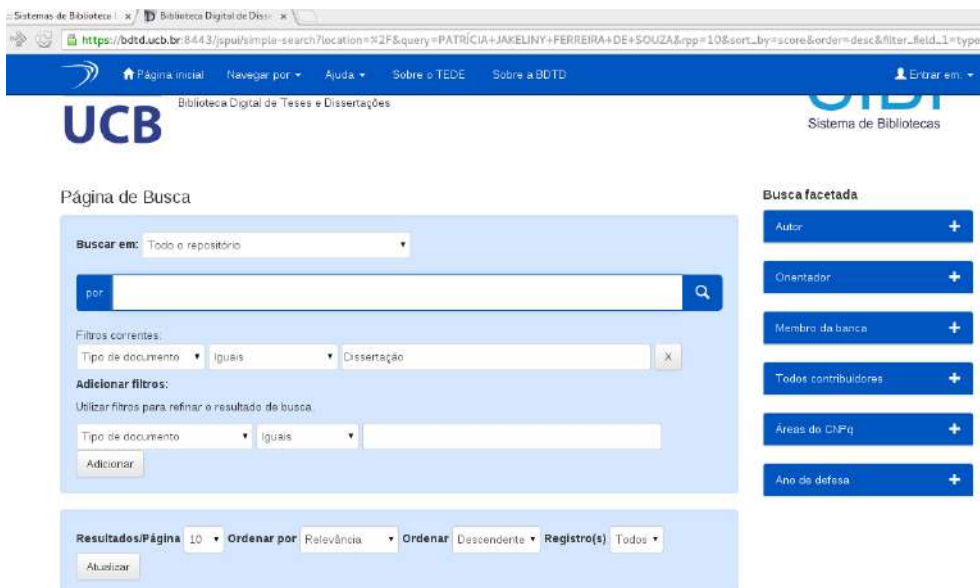 Sistemas de Biblioteca | x Biblioteca Digital de Disse x
https://bdtd.ucb.br:8443/jspui/simple-search?location=%2F&query=PATRÍCIA+JAKELINY+FERREIRA+DE+SOUZA&rpp=10&sort_by=score&order=desc&filter_field_1=type
Página inicial Navegar por Ajuda Sobre o TEDE Sobre a BDTD Entrar em:
Biblioteca Digital de Teses e Dissertações
UCB
Sistema de Bibliotecas
Página de Busca
Buscar em: Todo o repositório
por
Filtros correntes:
Tipo de documento Iguais Dissertação X
Adicionar filtros:
Utilizar filtros para refinar o resultado de busca.
Tipo de documento Iguais
Adicionar
Resultados/Página 10 Ordenar por Relevância Ordenar Descendente Registro(s) Todos
Atualizar
Busca facetada
Autor +
Orientador +
Membro da banca +
Todos contribuidores +
Áreas do CNPq +
Ano de defesa +